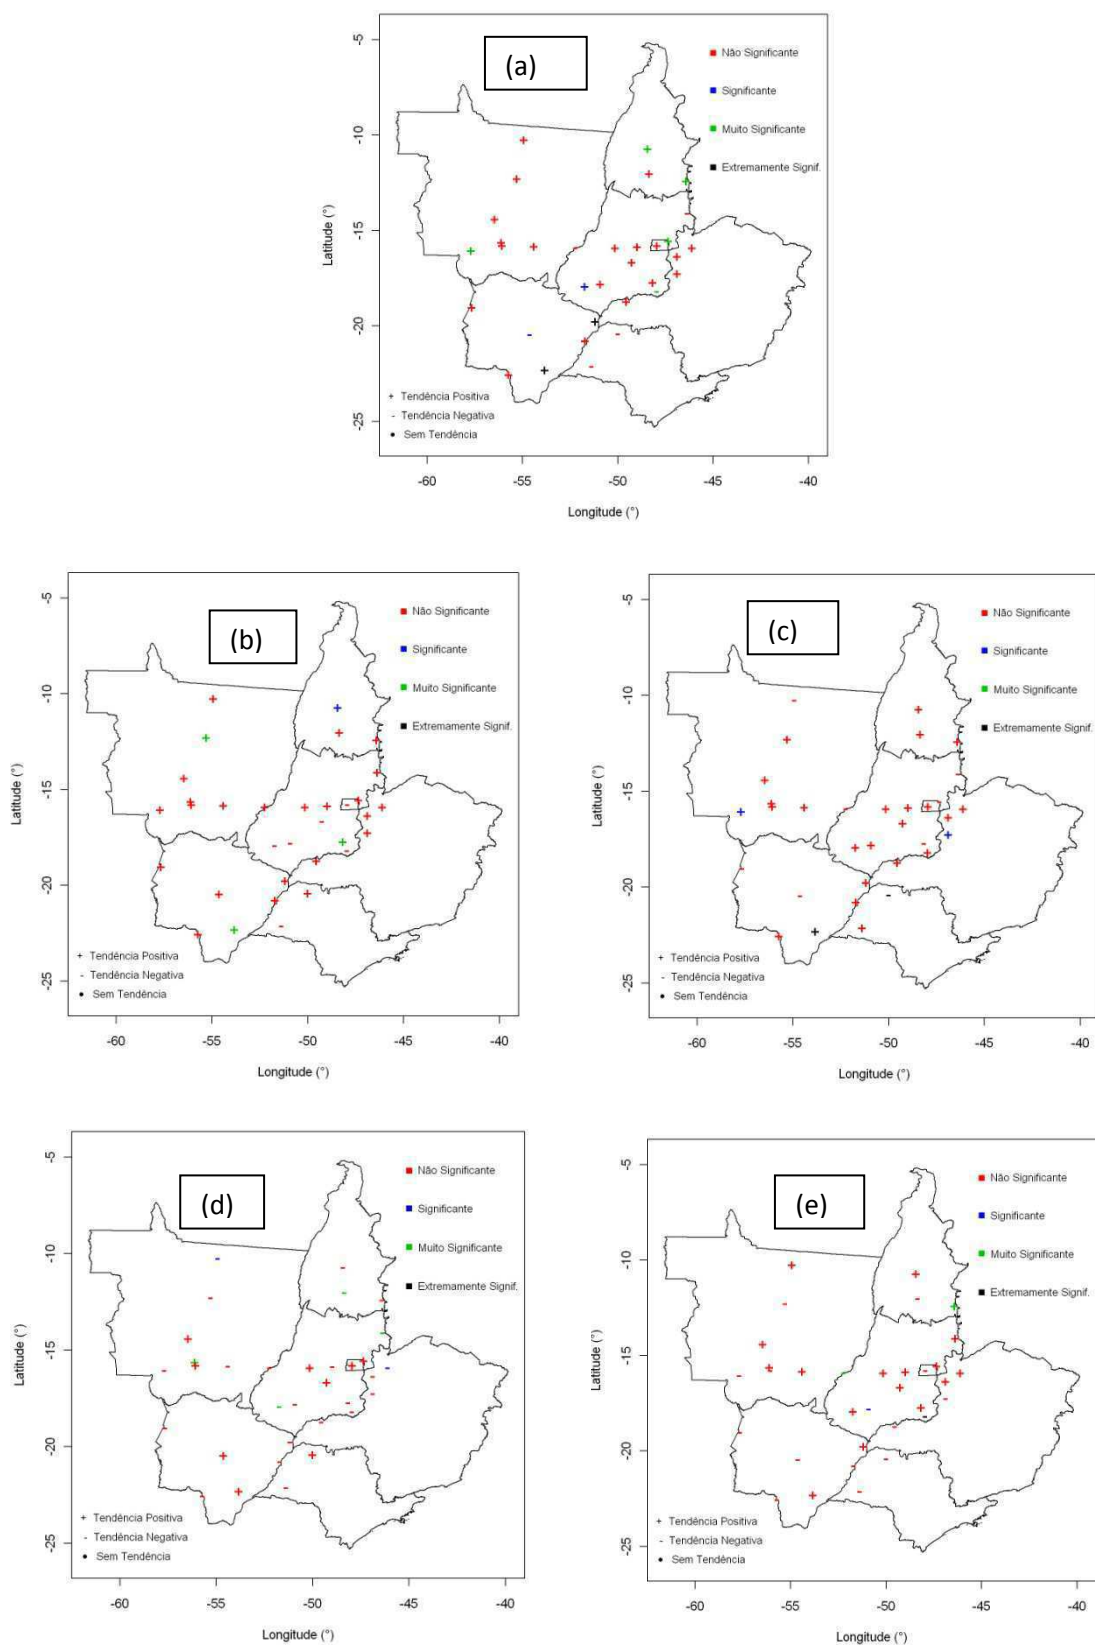 (a)
Não Significante
Significante
Muito Significante
Extremamente Signif.
Latitude (°)
-5
-10
-15
-20
-25
+ Tendência Positiva
- Tendência Negativa
• Sem Tendência
-60 -55 -50 -45 -40
Longitude (°)
(b)
Não Significante
Significante
Muito Significante
Extremamente Signif.
Latitude (°)
-5
-10
-15
-20
-25
+ Tendência Positiva
- Tendência Negativa
• Sem Tendência
-60 -55 -50 -45 -40
Longitude (°)
(c)
Não Significante
Significante
Muito Significante
Extremamente Signif.
Latitude (°)
-5
-10
-15
-20
-25
+ Tendência Positiva
- Tendência Negativa
• Sem Tendência
-60 -55 -50 -45 -40
Longitude (°)
(d)
Não Significante
Significante
Muito Significante
Extremamente Signif.
Latitude (°)
-5
-10
-15
-20
-25
+ Tendência Positiva
- Tendência Negativa
• Sem Tendência
-60 -55 -50 -45 -40
Longitude (°)
(e)
Não Significante
Significante
Muito Significante
Extremamente Signif.
Latitude (°)
-5
-10
-15
-20
-25
+ Tendência Positiva
- Tendência Negativa
• Sem Tendência
-60 -55 -50 -45 -40
Longitude (°)